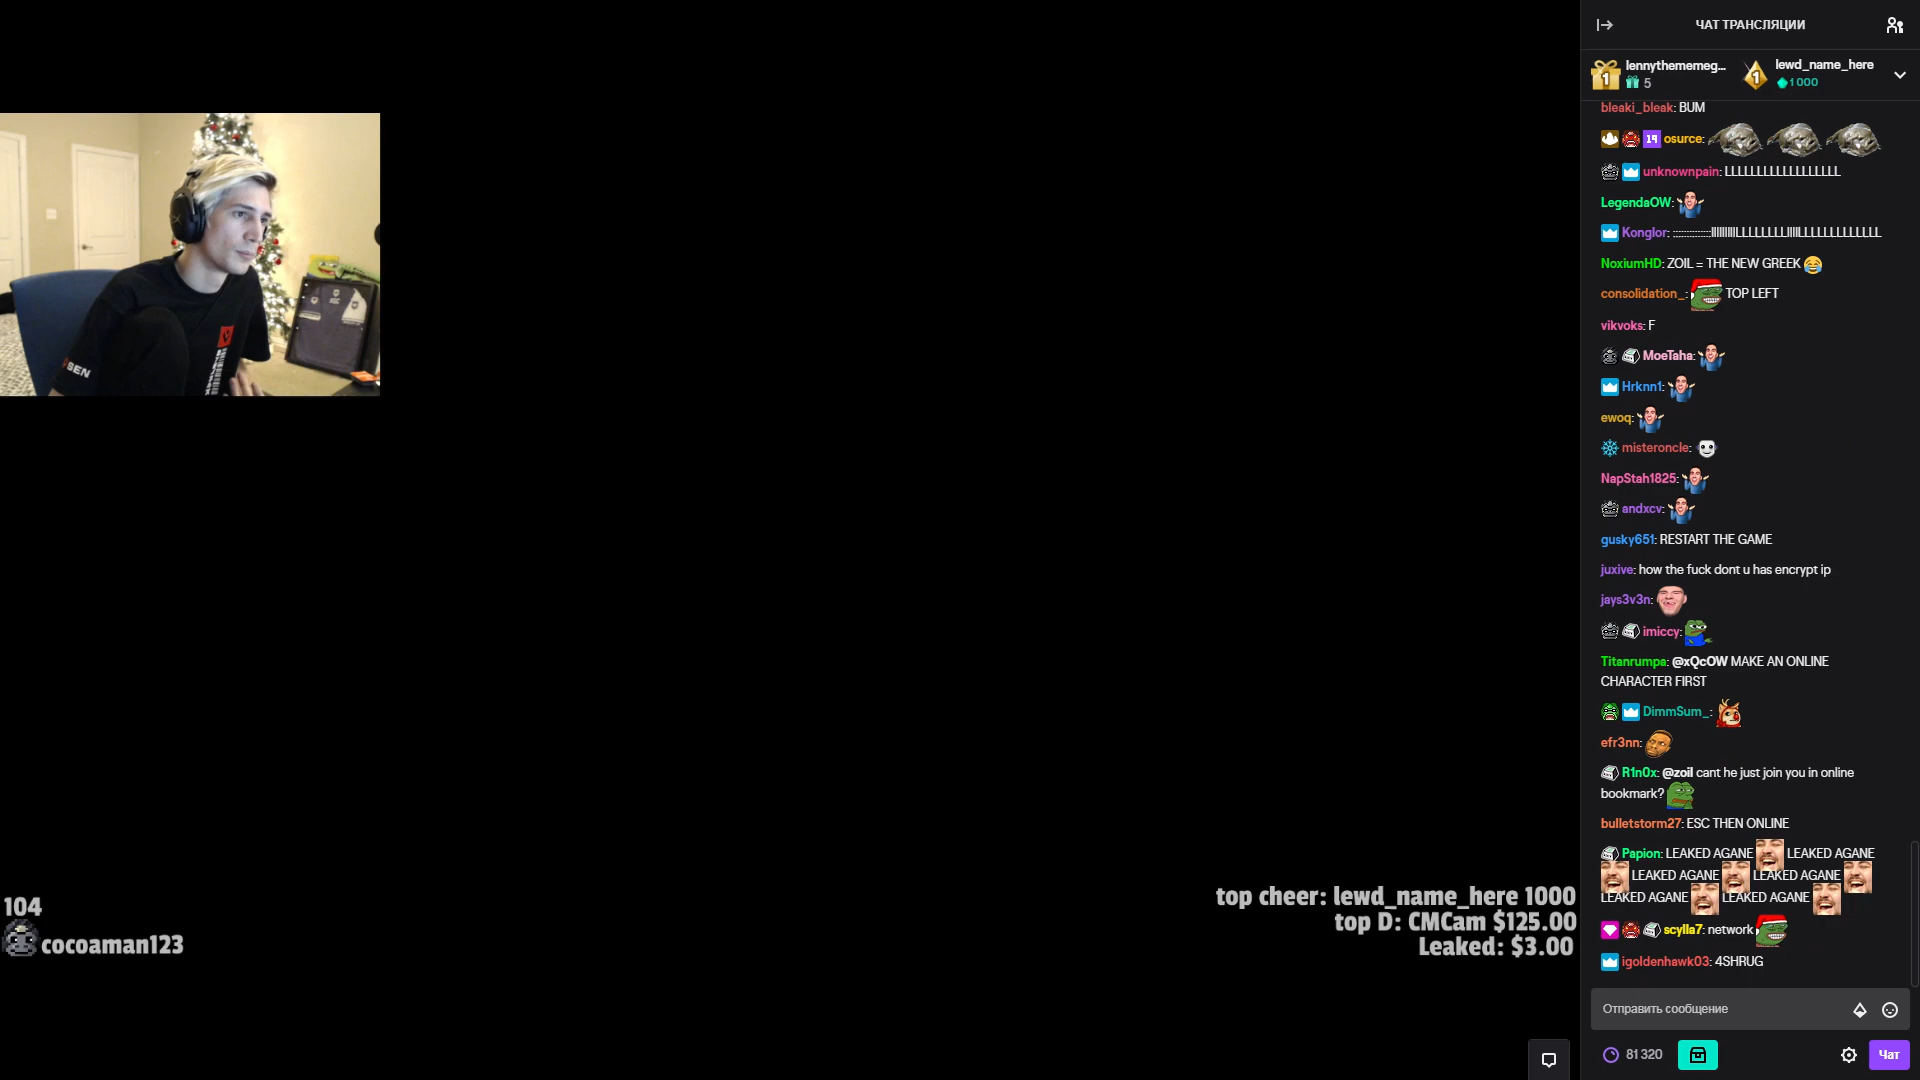 SEN
104
cocoaman123
top cheer: lewd_name_here 1000
top D: CMCam $125.00
Leaked: $3.00
ЧАТ ТРАНСЛЯЦИИ
1 lennythememeg...
5
1 lewd_name_here
1 000
bleaki_bleak: BUM
19 osurce:
unknownpain: LLLLLLLLLLLLLLLLLL
LegendaOW:
Konglor:
NoxiumHD: ZOIL = THE NEW GREEK
consolidation_: TOP LEFT
vikvoks: F
MoeTaha:
Hrknn1:
ewoq:
misteroncle:
NapStah1825:
andxcv:
gusky651: RESTART THE GAME
juxive: how the fuck dont u has encrypt ip
jays3v3n:
imiccy:
Titanrumpa: @xQcOW MAKE AN ONLINE
CHARACTER FIRST
DimmSum_:
efr3nn:
R1n0x: @zoil cant he just join you in online
bookmark?
bulletstorm27: ESC THEN ONLINE
Papion: LEAKED AGANE LEAKED AGANE
LEAKED AGANE LEAKED AGANE
LEAKED AGANE LEAKED AGANE
scylla7: network
igoldenhawk03: 4SHRUG
Отправить сообщение
81 320
Чат